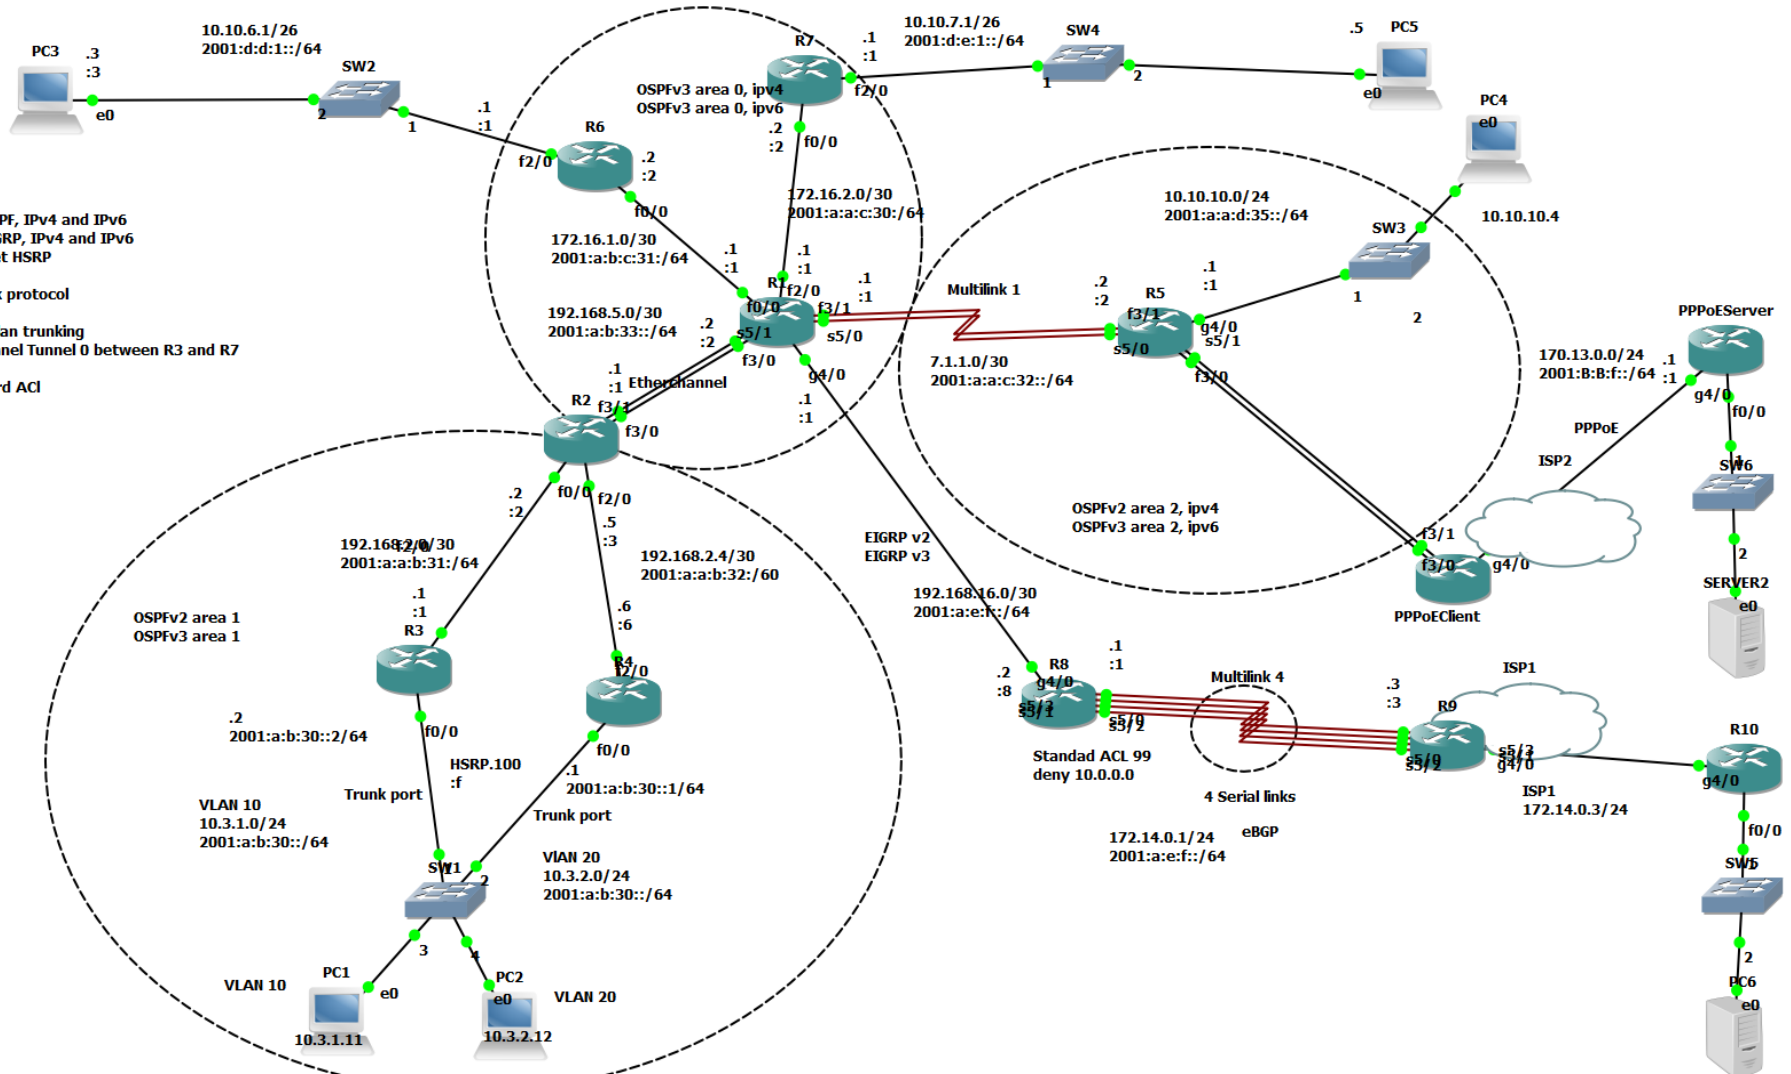 PC3
.3
:3
e0
10.10.6.1/26
2001:d:d:1::/64
SW2
2
1
.1
:1
f2/0
R6
.2
:2
f0/0
R7
.1
:1
f2/0
OSPFv3 area 0, ipv4
OSPFv3 area 0, ipv6
.2
:2
f0/0
10.10.7.1/26
2001:d:e:1::/64
SW4
1
2
.5
PC5
e0
PC4
e0
10.10.10.4
PF, IPv4 and IPv6
GRP, IPv4 and IPv6
et HSRP
x protocol
an trunking
nel Tunnel 0 between R3 and R7
rd ACl
172.16.1.0/30
2001:a:b:c:31:/64
172.16.2.0/30
2001:a:a:c:30:/64
.1
:1
.1
:1
R1
f2/0
f0/0
f3/1
.1
:1
s5/1
s5/0
f3/0
g4/0
.1
:1
192.168.5.0/30
2001:a:b:33::/64
.2
:2
Etherchannel
.1
:1
f3/1
R2
f3/0
Multilink 1
7.1.1.0/30
2001:a:a:c:32::/64
.2
:2
R5
f3/1
s5/0
.1
:1
g4/0
s5/1
f3/0
10.10.10.0/24
2001:a:a:d:35::/64
SW3
1
2
OSPFv2 area 2, ipv4
OSPFv3 area 2, ipv6
f3/1
f3/0
g4/0
PPPoEClient
PPPoEServer
170.13.0.0/24
2001:B:B:f::/64
.1
:1
g4/0
f0/0
PPPoE
ISP2
SW6
1
2
SERVER2
e0
f0/0
f2/0
.2
:2
.5
:3
192.168.2.0/30
f2/0
2001:a:a:b:31:/64
192.168.2.4/30
2001:a:a:b:32:/60
.1
:1
R3
.6
:6
R4
f2/0
OSPFv2 area 1
OSPFv3 area 1
EIGRP v2
EIGRP v3
192.168.16.0/30
2001:a:e:f::/64
.2
2001:a:b:30::2/64
f0/0
f0/0
HSRP.100
:f
.1
2001:a:b:30::1/64
Trunk port
Trunk port
VLAN 10
10.3.1.0/24
2001:a:b:30::/64
VlAN 20
10.3.2.0/24
2001:a:b:30::/64
SW1
1
2
3
4
VLAN 10
PC1
e0
10.3.1.11
PC2
e0
10.3.2.12
VLAN 20
.2
:8
R8
g4/0
.1
:1
s5/3
s5/1
s5/0
s5/2
Standad ACL 99
deny 10.0.0.0
Multilink 4
4 Serial links
eBGP
172.14.0.1/24
2001:a:e:f::/64
.3
:3
R9
s5/0
s5/2
g4/0
ISP1
ISP1
172.14.0.3/24
R10
g4/0
f0/0
SW5
2
PC6
e0